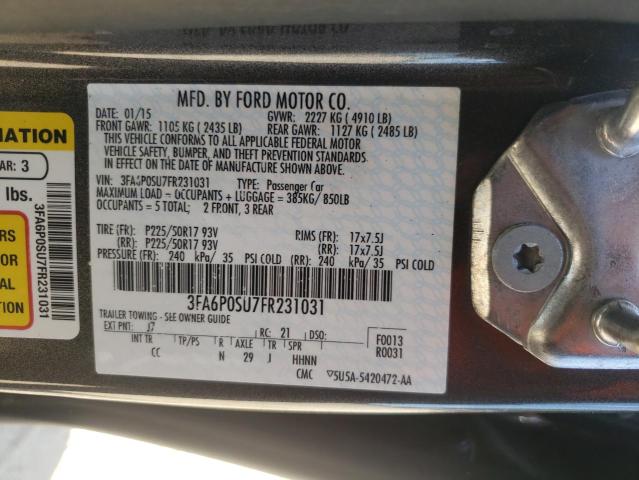 MFD. BY FORD MOTOR CO.
DATE: 01/15 GVWR: 2227 KG ( 4910 LB)
FRONT GAWR: 1105 KG ( 2435 LB) REAR GAWR: 1127 KG ( 2485 LB)
THIS VEHICLE CONFORMS TO ALL APPLICABLE FEDERAL MOTOR
VEHICLE SAFETY, BUMPER, AND THEFT PREVENTION STANDARDS
IN EFFECT ON THE DATE OF MANUFACTURE SHOWN ABOVE.
VIN: 3FA6P0SU7FR231031 TYPE: Passenger Car
MAXIMUM LOAD = OCCUPANTS + LUGGAGE = 385KG/ 850LB
OCCUPANTS = 5 TOTAL; 2 FRONT, 3 REAR
TIRE (FR): P225/50R17 93V RIMS (FR): 17x7.5J
(RR): P225/50R17 93V (RR): 17x7.5J
PRESSURE (FR): 240 kPa/ 35 PSI COLD (RR): 240 kPa/ 35 PSI COLD
3FA6P0SU7FR231031
TRAILER TOWING - SEE OWNER GUIDE
EXT PNT: J7 RC: 21 DSO:
INT TR TP/PS R AXLE TR SPR
CC N 29 J HHNN
F0013
R0031
CMC 5U5A-5420472-AA
MATION
AR: 3
lbs.
RS
OR
AL
ION
3FA6P0SU7FR231031